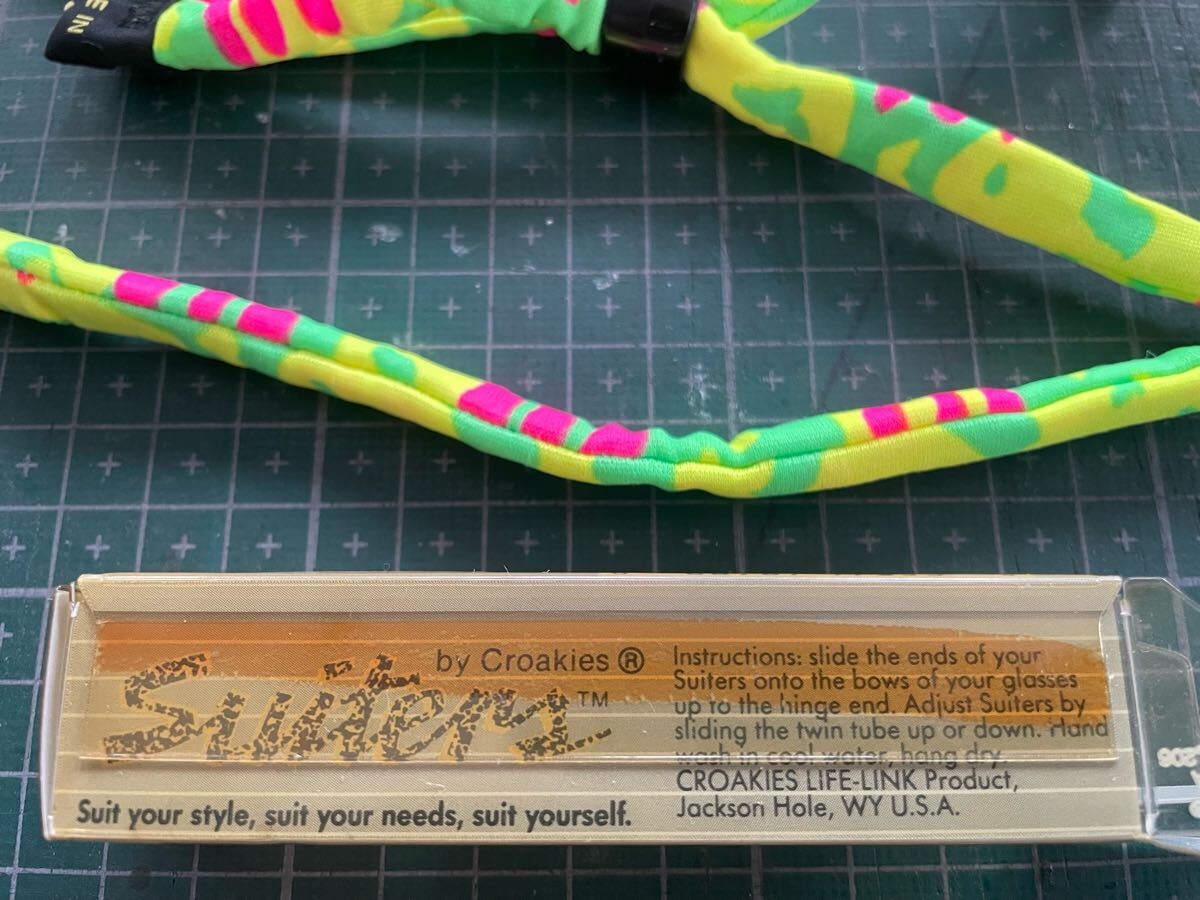 E IN
by Croakies ®
Suiters ™
Suit your style, suit your needs, suit yourself.
Instructions: slide the ends of your
Suiters onto the bows of your glasses
up to the hinge end. Adjust Suiters by
sliding the twin tube up or down. Hand
wash in cool water, hang dry.
CROAKIES LIFE-LINK Product,
Jackson Hole, WY U.S.A.
208